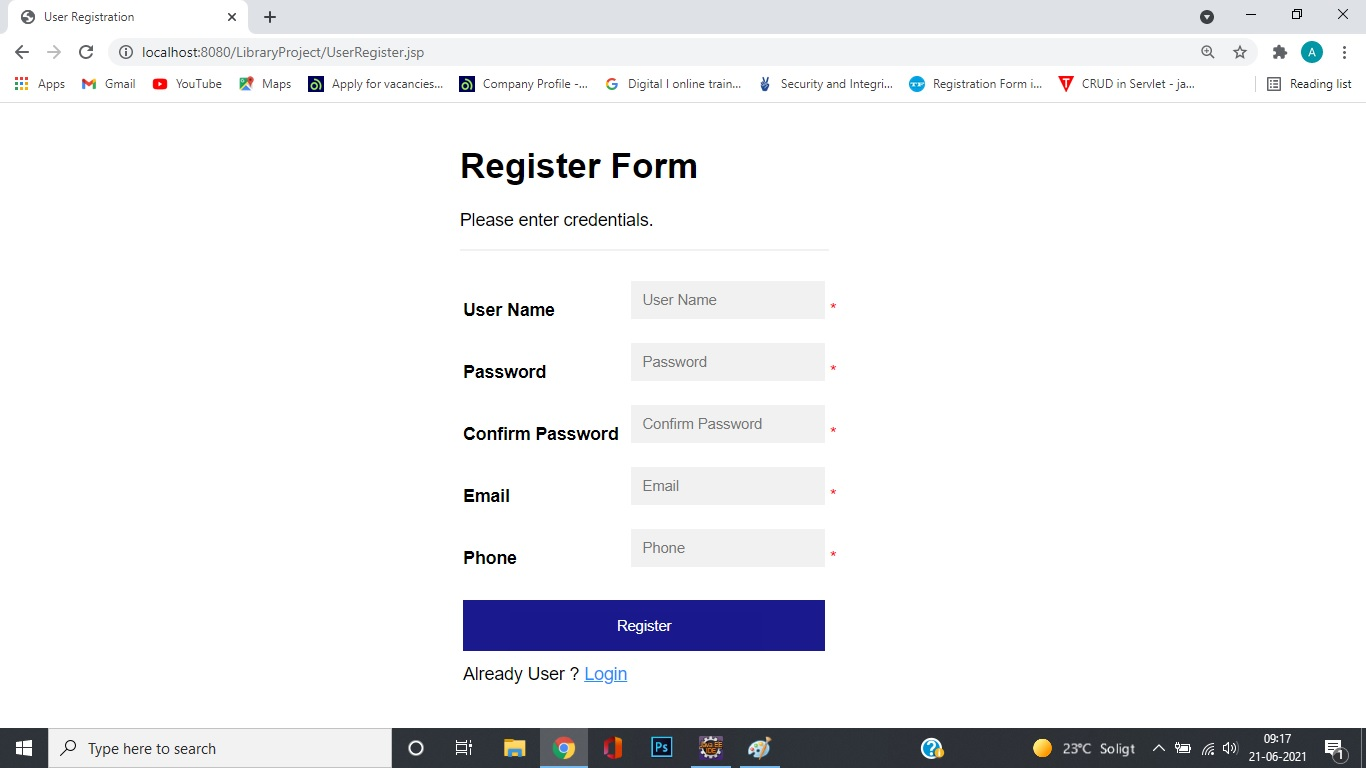 User Registration
localhost:8080/LibraryProject/UserRegister.jsp
A
Apps Gmail YouTube Maps Apply for vacancies... Company Profile -... Digital I online train... Security and Integri... Registration Form i... CRUD in Servlet - ja... Reading list
Register Form
Please enter credentials.
User Name User Name *
Password Password *
Confirm Password Confirm Password *
Email Email *
Phone Phone *
Register
Already User ? Login
Type here to search Ps 23°C Soligt 09:17
21-06-2021 1